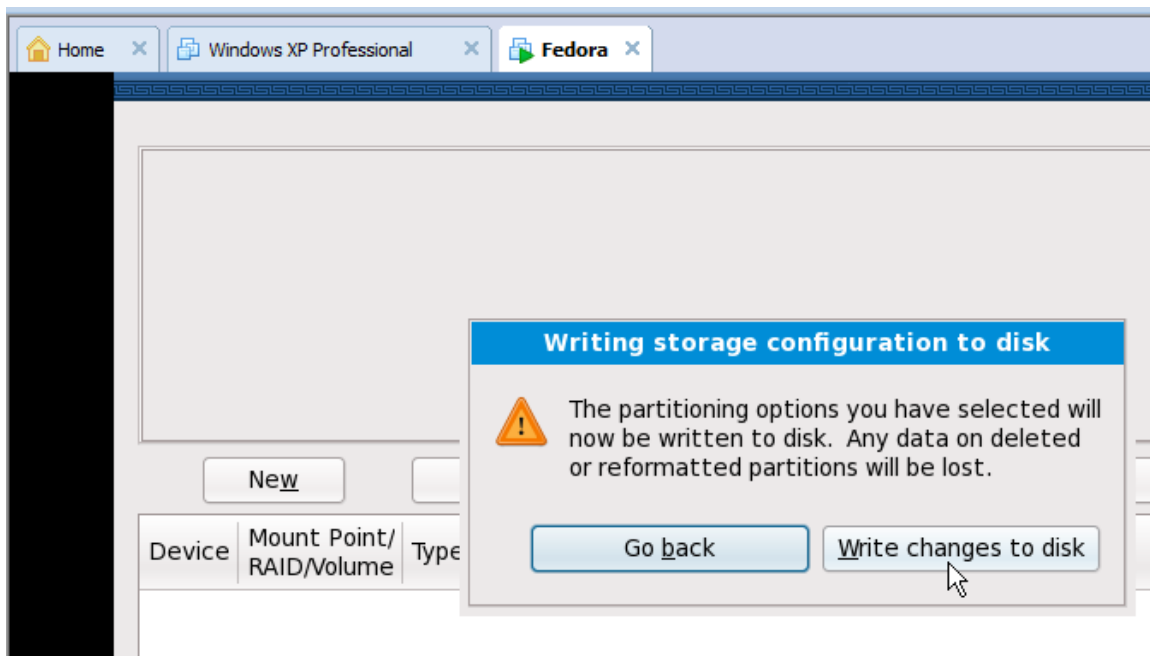 Home
Windows XP Professional
Fedora
Writing storage configuration to disk
The partitioning options you have selected will
now be written to disk.  Any data on deleted
or reformatted partitions will be lost.
Go back
Write changes to disk
New
Device
Mount Point/
RAID/Volume
Type